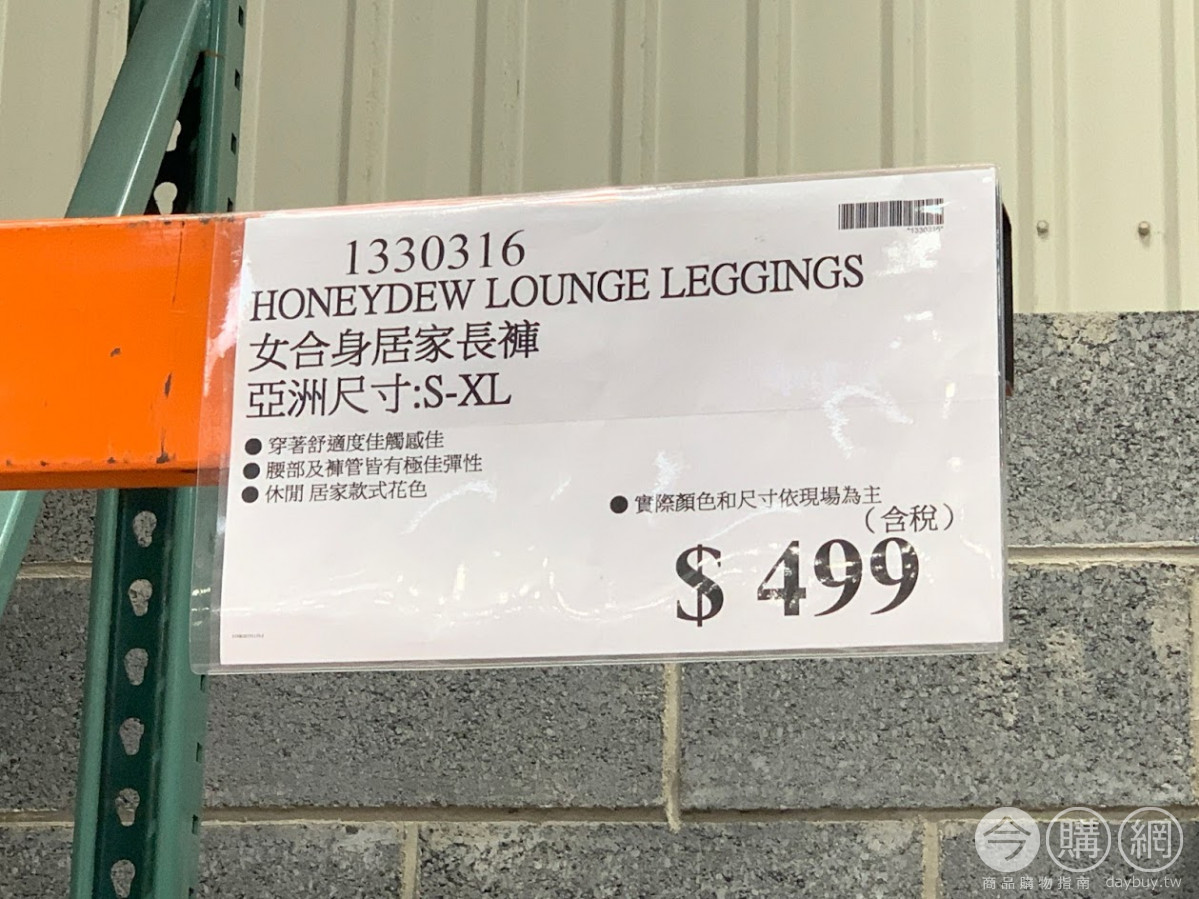 1330316
"1330316"
HONEYDEW LOUNGE LEGGINGS
女合身居家長褲
亞洲尺寸:S-XL
● 穿著舒適度佳觸感佳
● 腰部及褲管皆有極佳彈性
● 休閒 居家款式花色
● 實際顏色和尺寸依現場為主
(含稅)
$ 499
今購網
商品購物指南 daybuy.tw